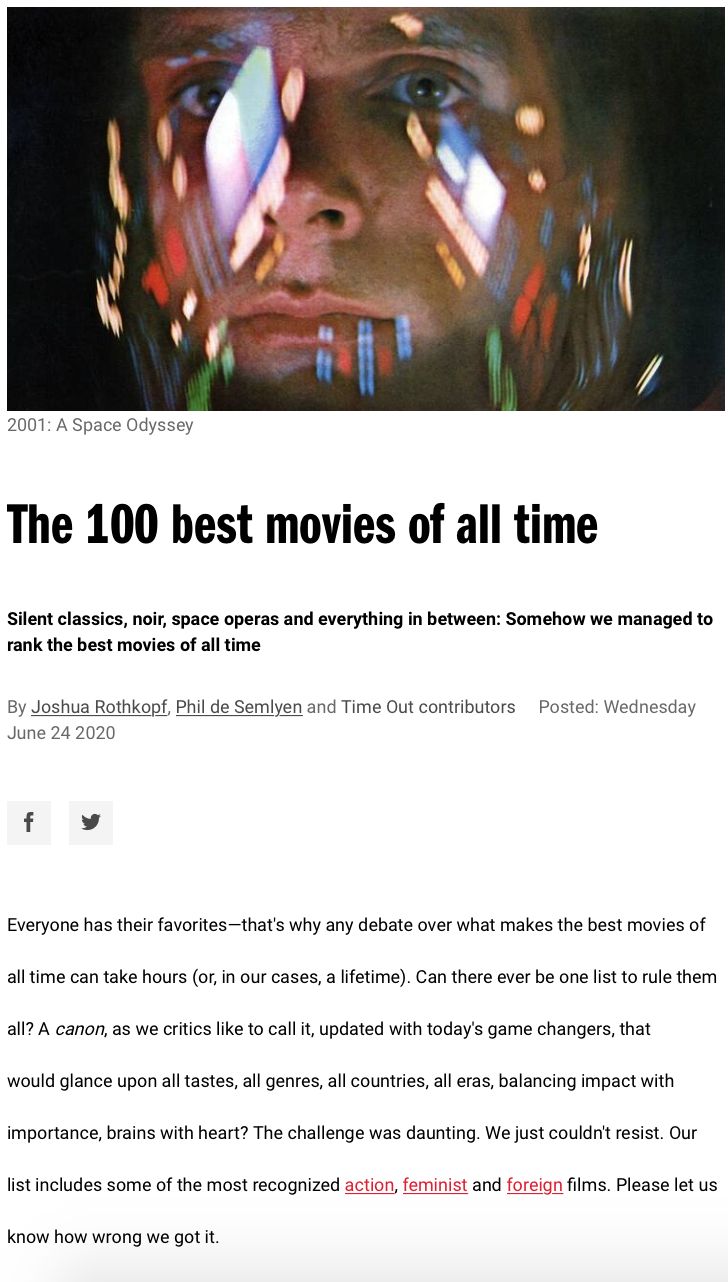 2001: A Space Odyssey
The 100 best movies of all time
Silent classics, noir, space operas and everything in between: Somehow we managed to
rank the best movies of all time
By Joshua Rothkopf, Phil de Semlyen and Time Out contributors Posted: Wednesday
June 24 2020
Everyone has their favorites—that's why any debate over what makes the best movies of
all time can take hours (or, in our cases, a lifetime). Can there ever be one list to rule them
all? A canon, as we critics like to call it, updated with today's game changers, that
would glance upon all tastes, all genres, all countries, all eras, balancing impact with
importance, brains with heart? The challenge was daunting. We just couldn't resist. Our
list includes some of the most recognized action, feminist and foreign films. Please let us
know how wrong we got it.